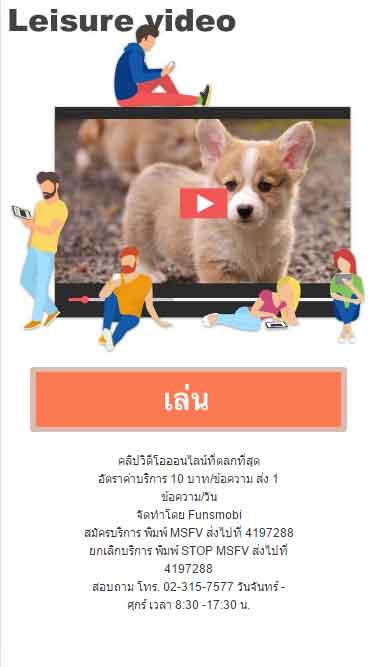 Leisure video
เล่น
คลิปวิดีโอออนไลน์ที่ตลกที่สุด
อัตราค่าบริการ 10 บาท/ข้อความ ส่ง 1
ข้อความ/วัน
จัดทำโดย Funsmobi
สมัครบริการ พิมพ์ MSFV ส่งไปที่ 4197288
ยกเลิกบริการ พิมพ์ STOP MSFV ส่งไปที่
4197288
สอบถาม โทร. 02-315-7577 วันจันทร์ -
ศุกร์ เวลา 8:30 -17:30 น.